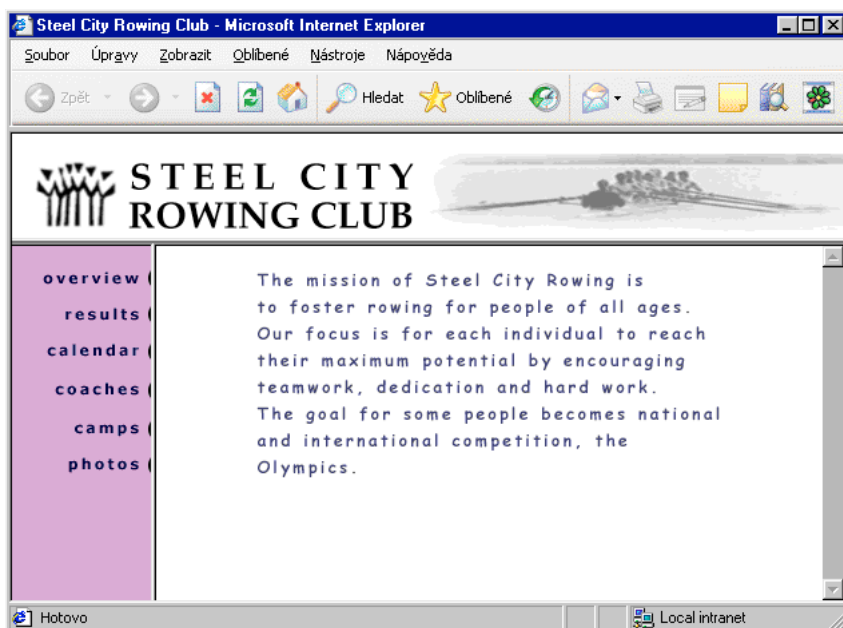 Steel City Rowing Club - Microsoft Internet Explorer
Soubor Úpravy Zobrazit Oblíbené Nástroje Nápověda
Zpět Hledat Oblíbené
STEEL CITY
ROWING CLUB
overview
results
calendar
coaches
camps
photos
The mission of Steel City Rowing is
to foster rowing for people of all ages.
Our focus is for each individual to reach
their maximum potential by encouraging
teamwork, dedication and hard work.
The goal for some people becomes national
and international competition, the
Olympics.
Hotovo Local intranet